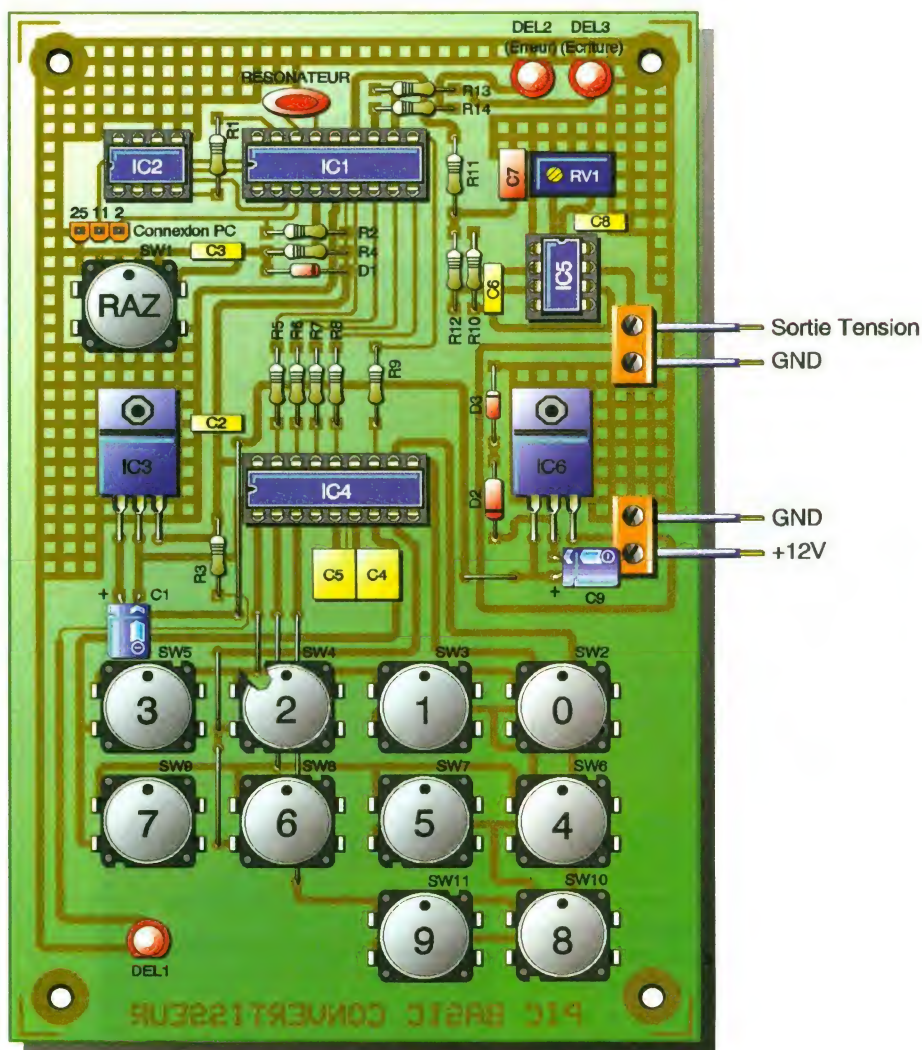 DEL2 DEL3
(Erreur) (Ecriture)
RESONATEUR
R13
R14
R1
IC2
IC1
R11
C7
RV1
25 11 2
Connexion PC
R2
C8
SW1
C3
R4
D1
IC5
RAZ
C6
R12
R10
Sortie Tension
GND
R5
R6
R7
R8
R9
D3
C2
IC3
IC6
IC4
D2
GND
+12V
R3
C5
C4
+
C9
+
C1
SW5
SW4
SW3
SW2
3
2
1
0
SW9
SW8
SW7
SW6
7
6
5
4
SW11
SW10
9
8
DEL1
PIC BASIC CONVERTISSEUR